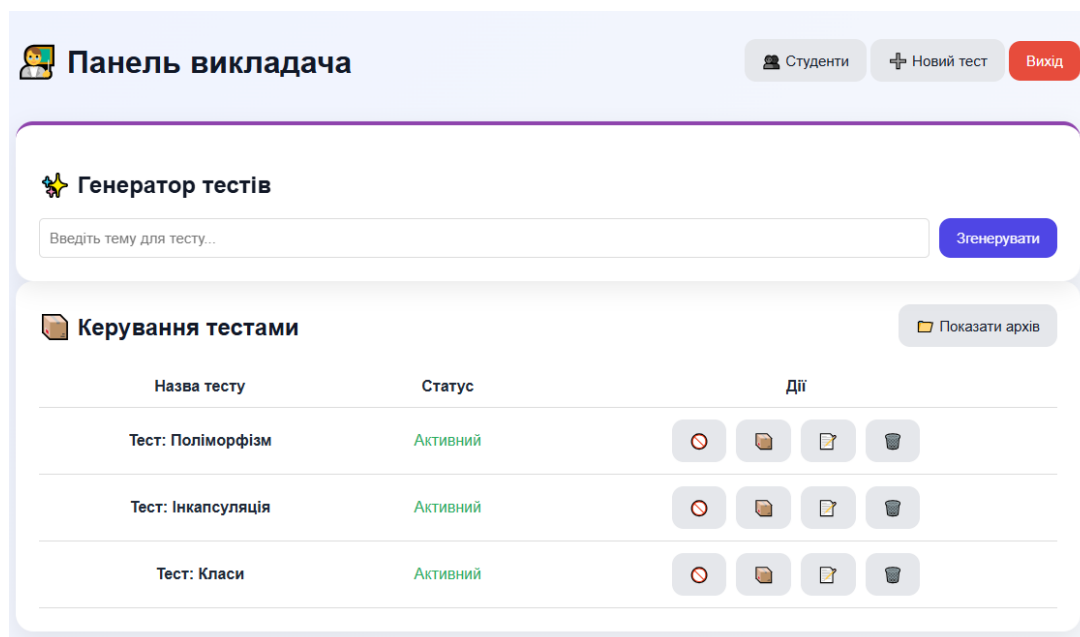 Панель викладача
Студенти
Новий тест
Вихід
Генератор тестів
Введіть тему для тесту...
Згенерувати
Керування тестами
Показати архів
Назва тесту Статус Дії
Тест: Поліморфізм Активний
Тест: Інкапсуляція Активний
Тест: Класи Активний